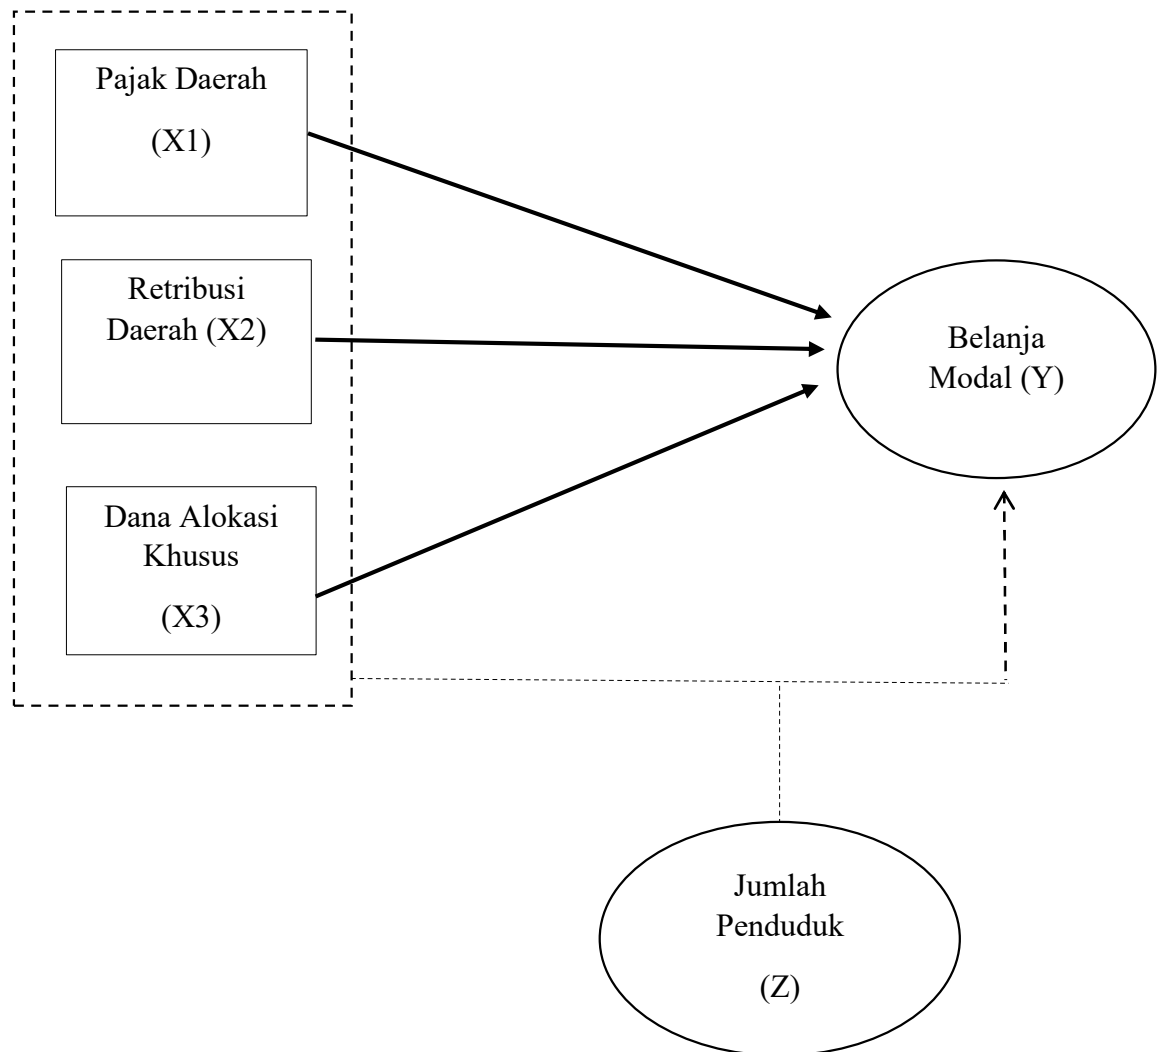 Pajak Daerah
(X1)
Retribusi
Daerah (X2)
Dana Alokasi
Khusus
(X3)
Belanja
Modal (Y)
Jumlah
Penduduk
(Z)